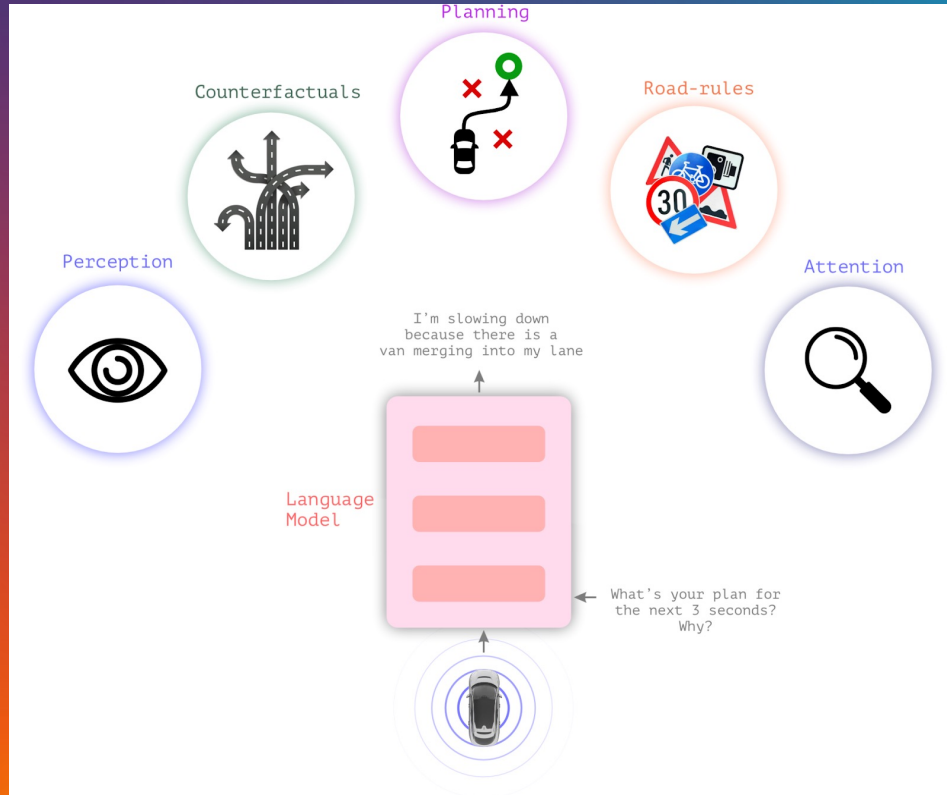 Planning
Counterfactuals
Road-rules
30
Perception
Attention
I'm slowing down
because there is a
van merging into my lane
Language
Model
What's your plan for
the next 3 seconds?
Why?